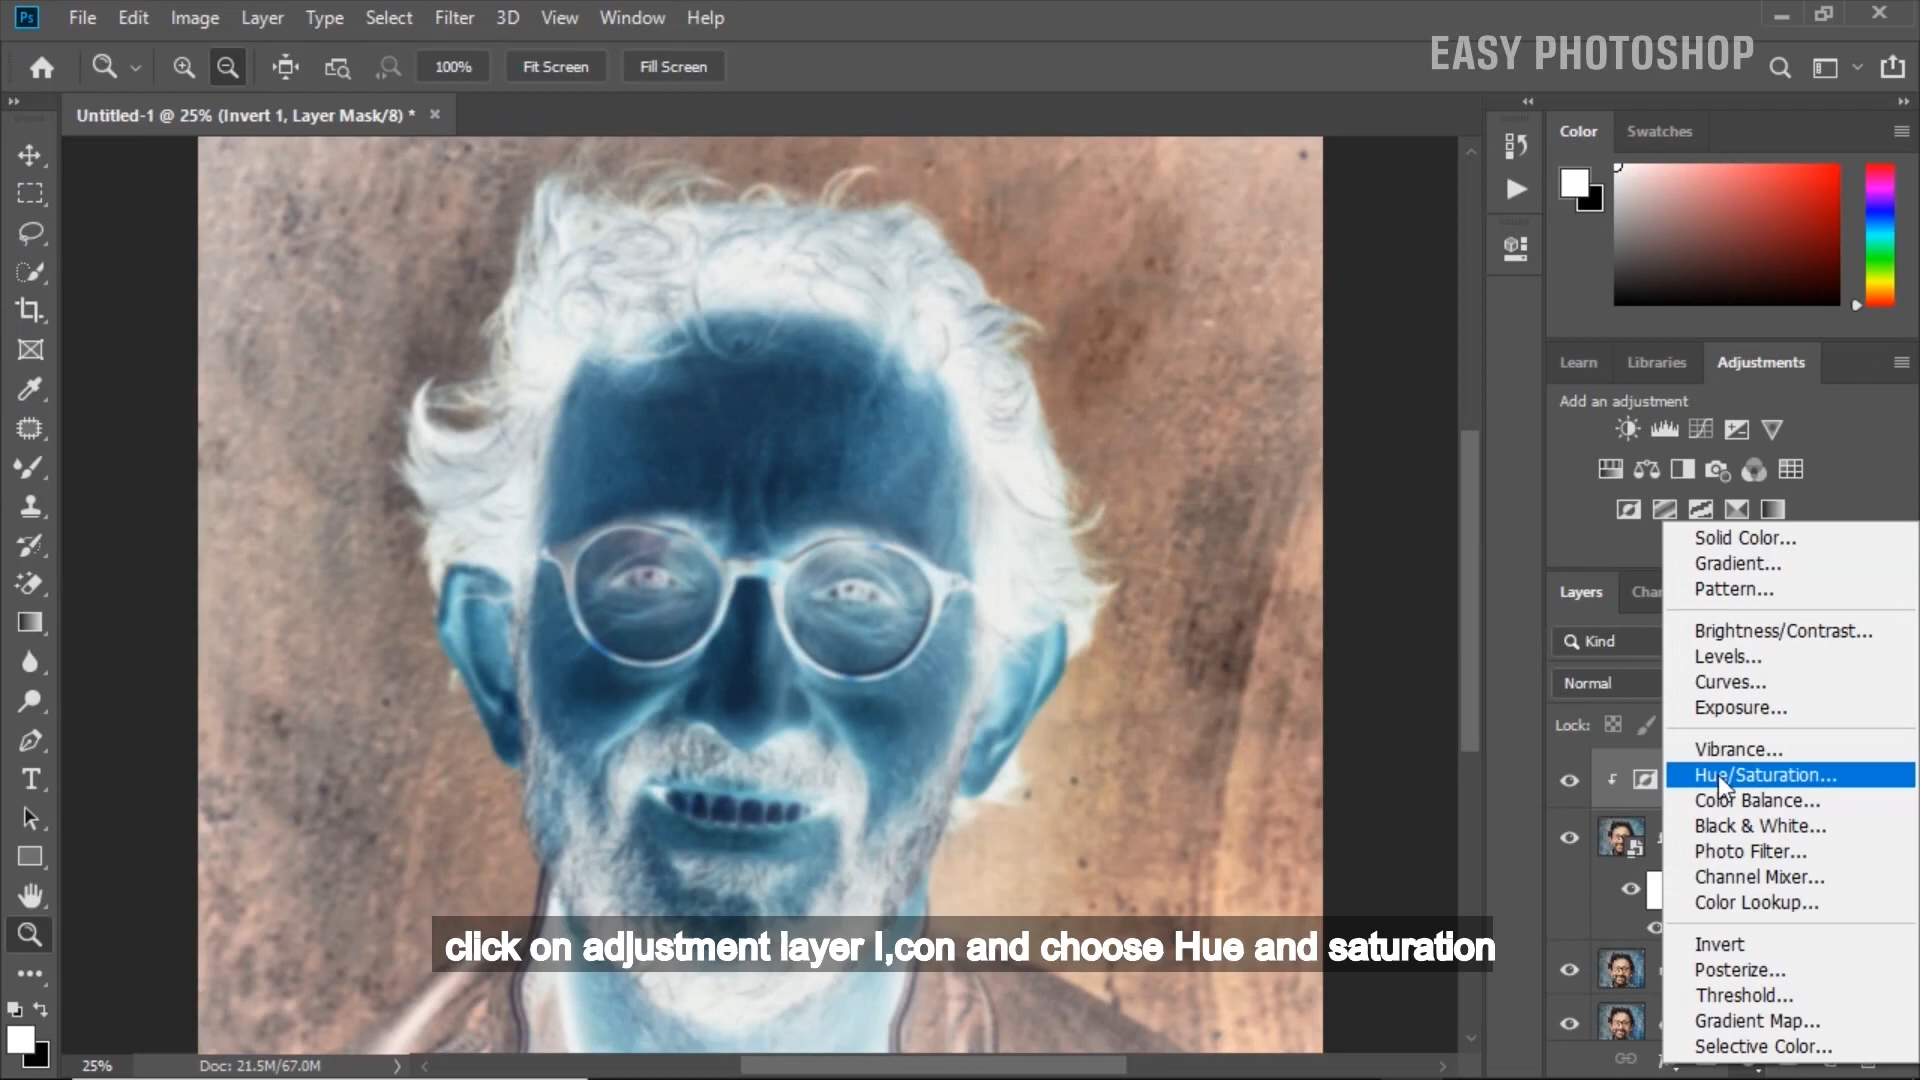 Ps File Edit Image Layer Type Select Filter 3D View Window Help
EASY PHOTOSHOP
100% Fit Screen Fill Screen
Untitled-1 @ 25% (Invert 1, Layer Mask/8) *
Color Swatches
Learn Libraries Adjustments
Add an adjustment
Solid Color...
Gradient...
Pattern...
Layers Chan
Brightness/Contrast...
Kind
Levels...
Curves...
Normal
Exposure...
Lock:
Vibrance...
Hue/Saturation...
Color Balance...
Black & White...
Photo Filter...
Channel Mixer...
Color Lookup...
Invert
click on adjustment layer I,con and choose Hue and saturation
Posterize...
Threshold...
Gradient Map...
Selective Color...
25% Doc: 21.5M/67.0M